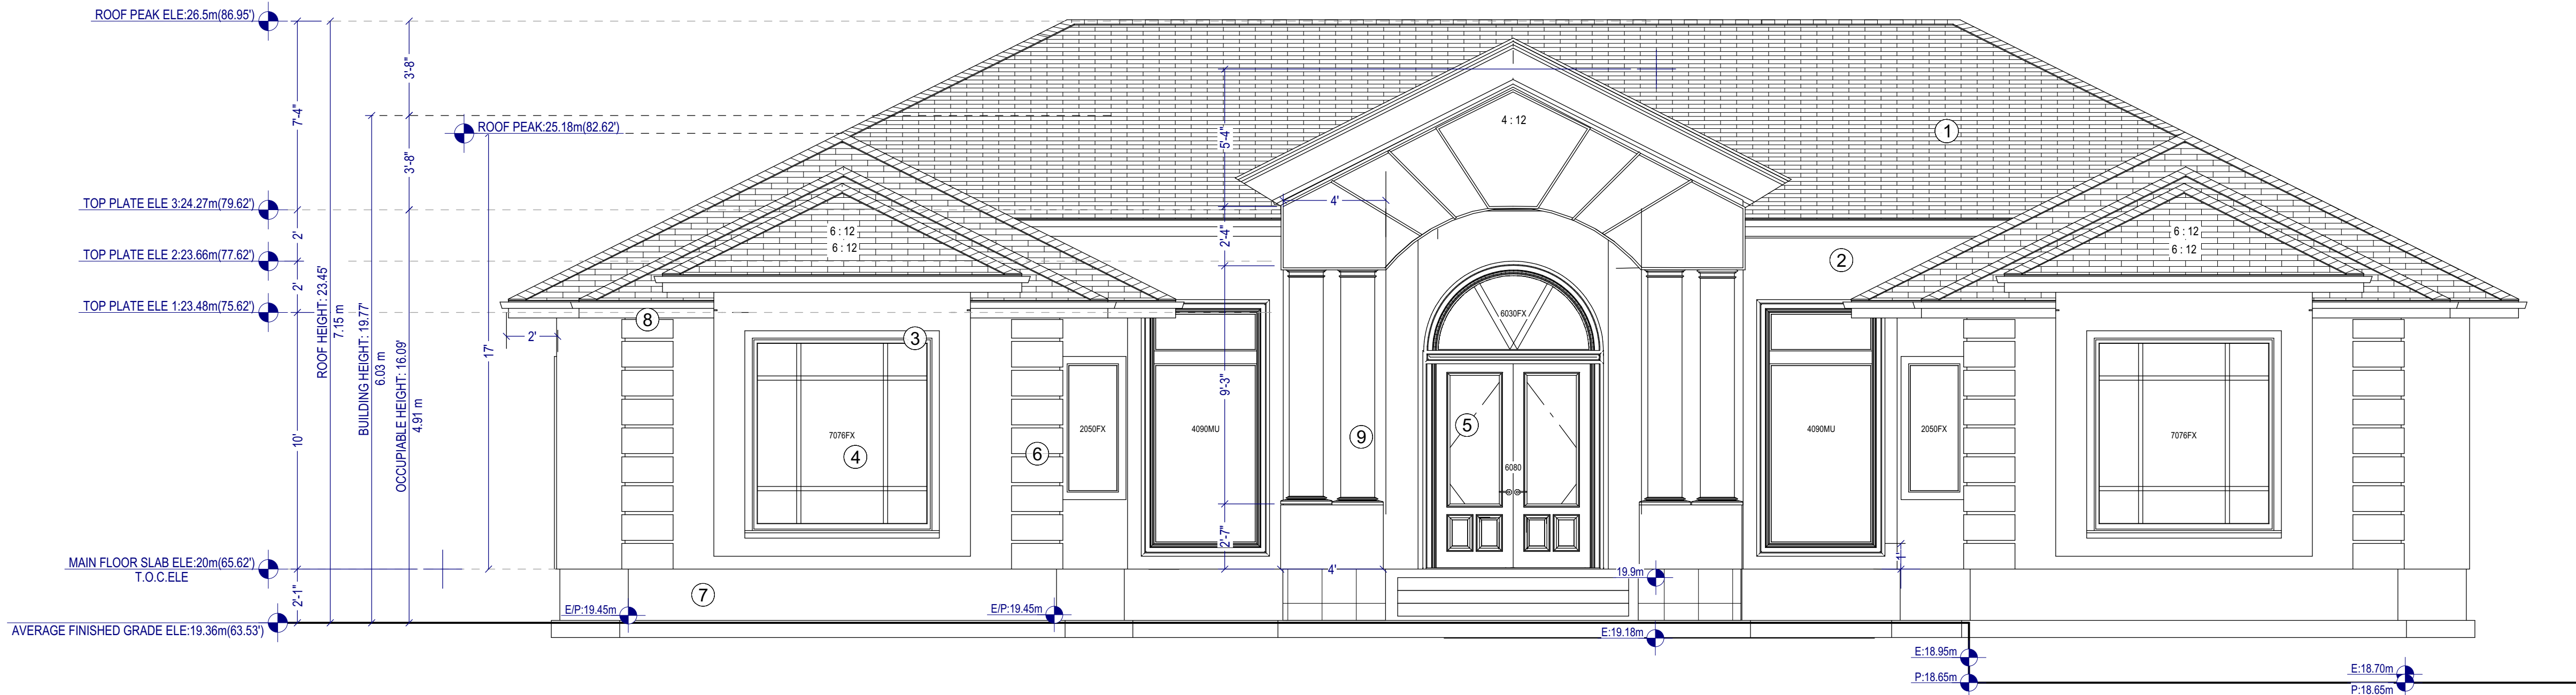 ROOF PEAK ELE:26.5m(86.95')
3'-8"
7'-4"
ROOF PEAK:25.18m(82.62')
3'-8"
5'-4"
4 : 12
1
TOP PLATE ELE 3:24.27m(79.62')
4'
2'
2'-4"
6 : 12
6 : 12
6 : 12
6 : 12
TOP PLATE ELE 2:23.66m(77.62')
2
2'
TOP PLATE ELE 1:23.48m(75.62')
ROOF HEIGHT: 23.45'
7.15 m
BUILDING HEIGHT: 19.77'
6.03 m
OCCUPIABLE HEIGHT: 16.09'
4.91 m
17'
2'
8
3
6030FX
9'-3"
10'
7076FX
4
6
2050FX
4090MU
9
5
6080
4090MU
2050FX
7076FX
2'-7"
1'
MAIN FLOOR SLAB ELE:20m(65.62')
T.O.C.ELE
4'
19.9m
2'-1"
7
E/P:19.45m
E/P:19.45m
AVERAGE FINISHED GRADE ELE:19.36m(63.53')
E:19.18m
E:18.95m
P:18.65m
E:18.70m
P:18.65m